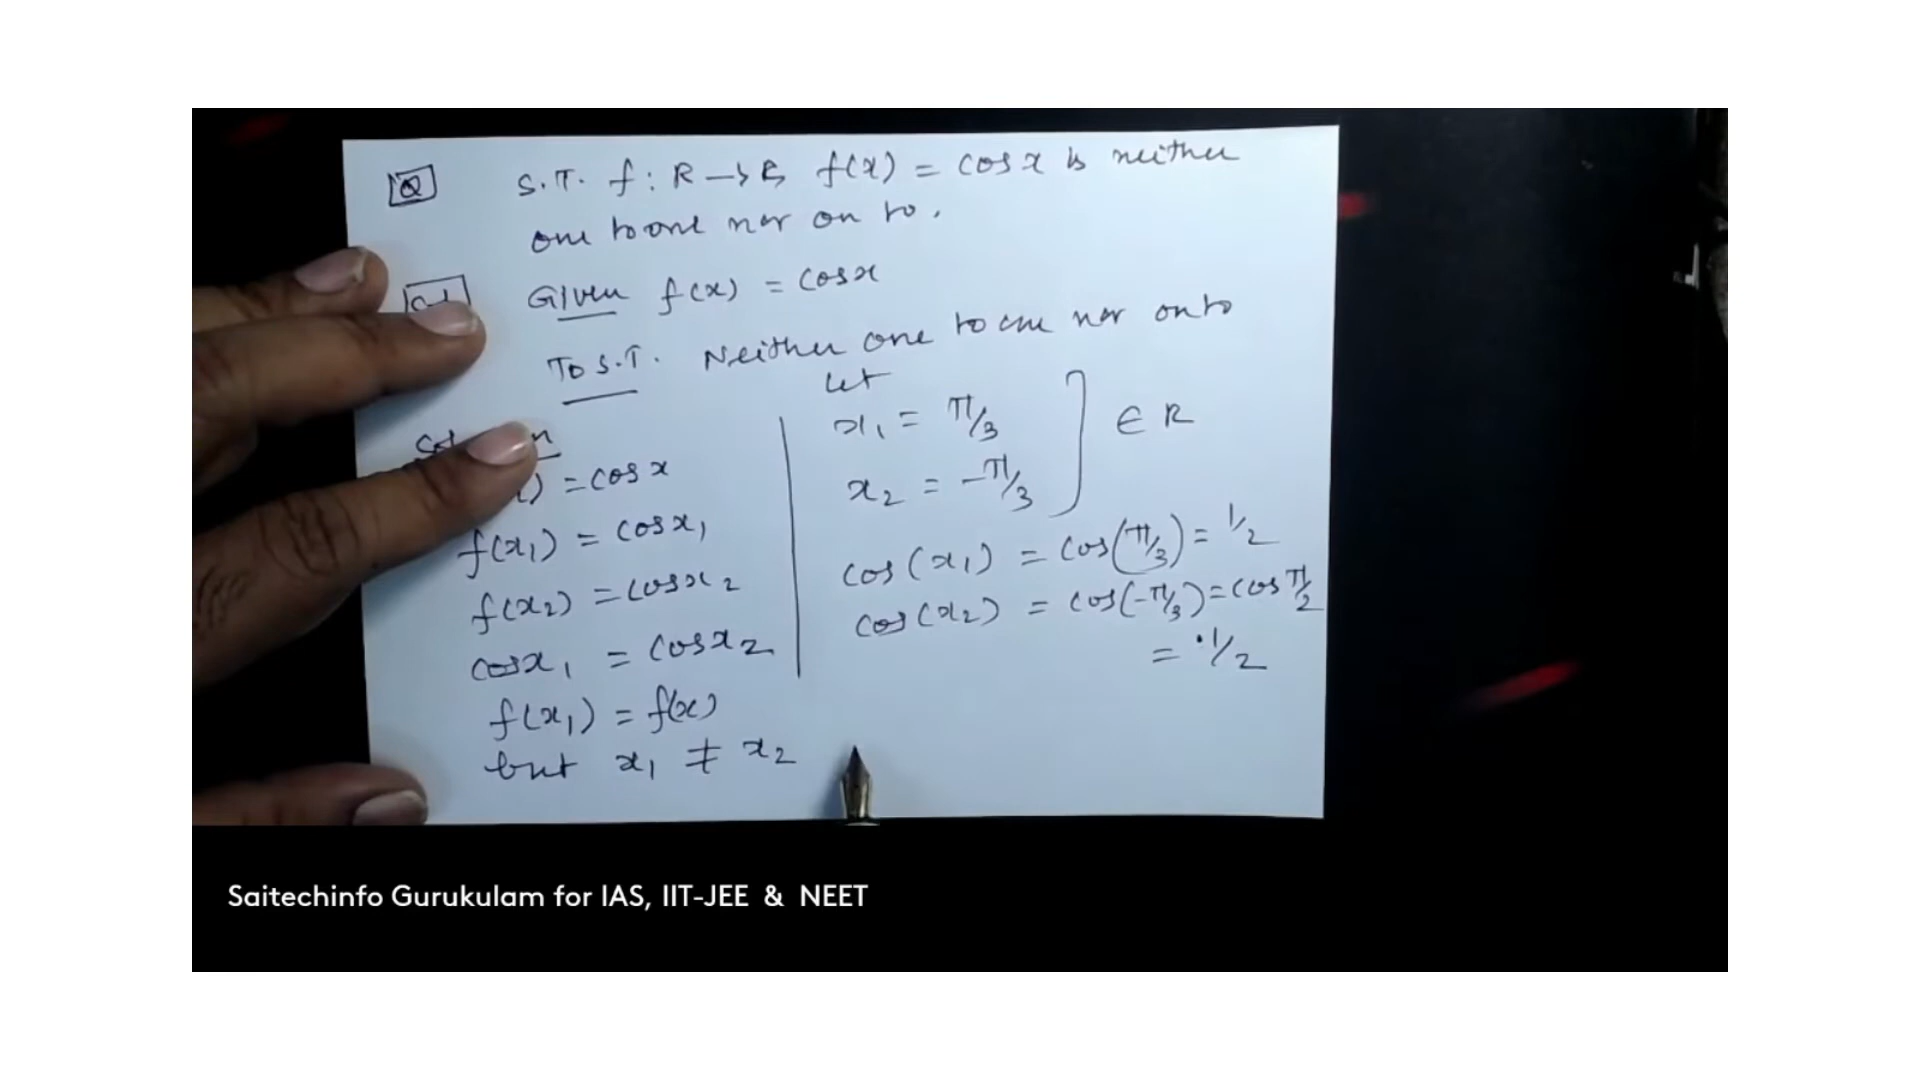 Q S.T. f : R → R, f(x) = cos x is neither
one to one nor on to.
Given f(x) = cos x
To S.T. Neither one to one nor onto
= cos x
f(x₁) = cos x₁
f(x₂) = cos x₂
cos x₁ = cos x₂
f(x₁) = f(x)
but x₁ ≠ x₂
Let
x₁ = π/3
x₂ = -π/3
∈ R
cos(x₁) = cos(π/3) = 1/2
cos(x₂) = cos(-π/3) = cos π/2
= 1/2
Saitechinfo Gurukulam for IAS, IIT-JEE & NEET